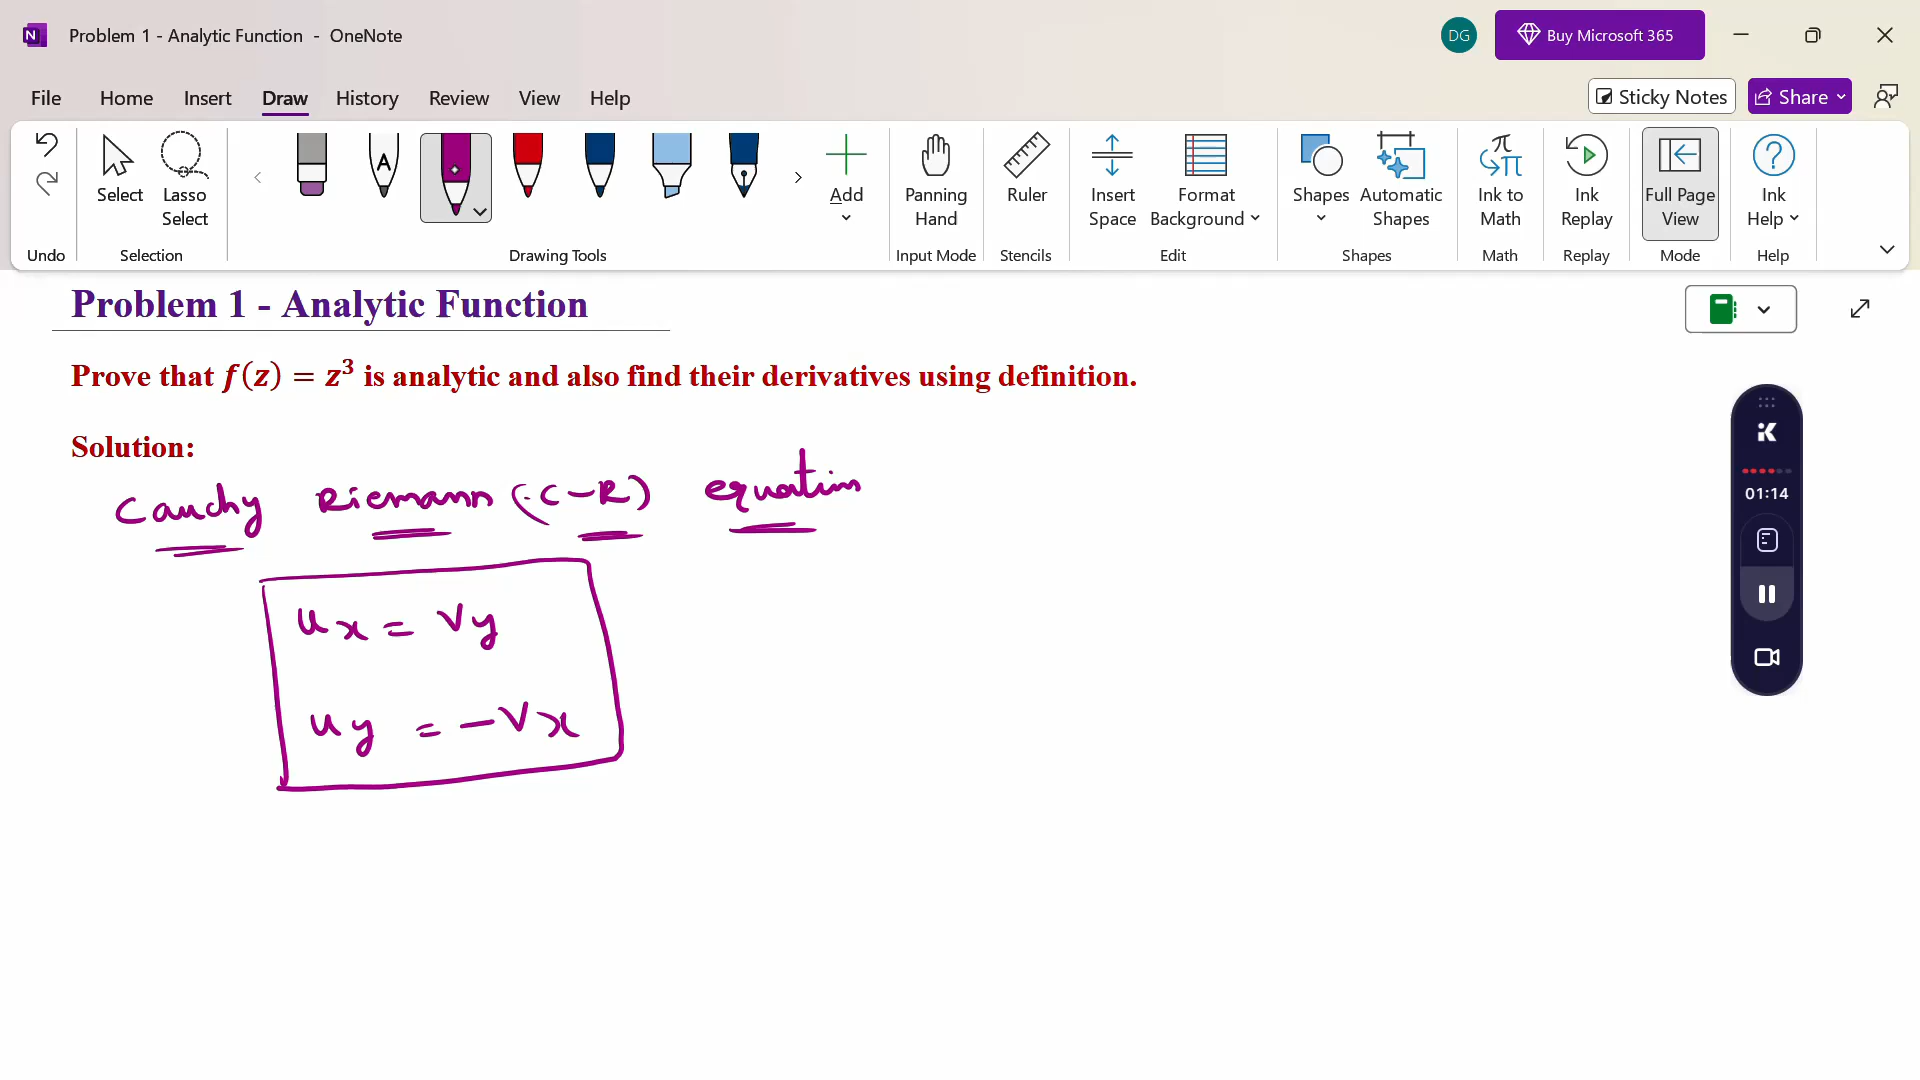 Problem 1 - Analytic Function - OneNote
DG
Buy Microsoft 365
File Home Insert Draw History Review View Help
Sticky Notes
Share
A
Select
Lasso Select
Add
Panning Hand
Ruler
Insert Space
Format Background
Shapes
Automatic Shapes
Ink to Math
Ink Replay
Full Page View
Ink Help
Undo Selection Drawing Tools Input Mode Stencils Edit Shapes Math Replay Mode Help
Problem 1 - Analytic Function
Prove that f(z) = z³ is analytic and also find their derivatives using definition.
Solution:
Cauchy Riemann (C-R) equation
ux = vy
uy = -vx
01:14